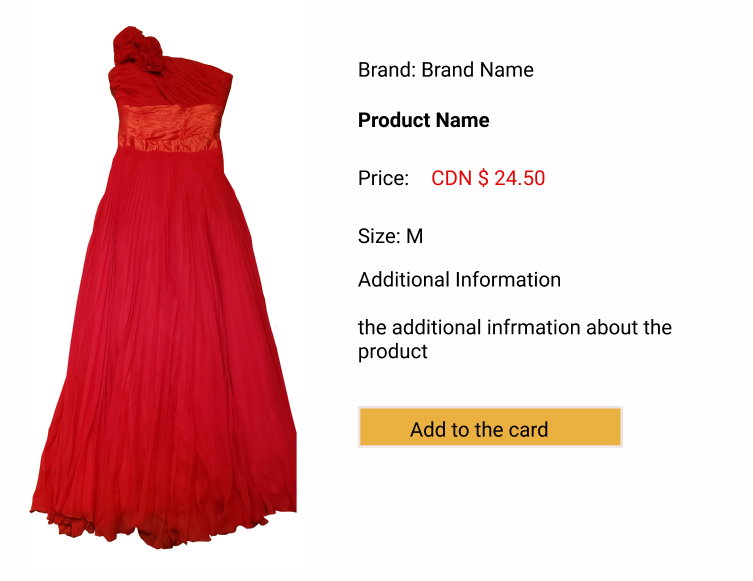 Brand: Brand Name
Product Name
Price: CDN $ 24.50
Size: M
Additional Information
the additional infrmation about the
product
Add to the card